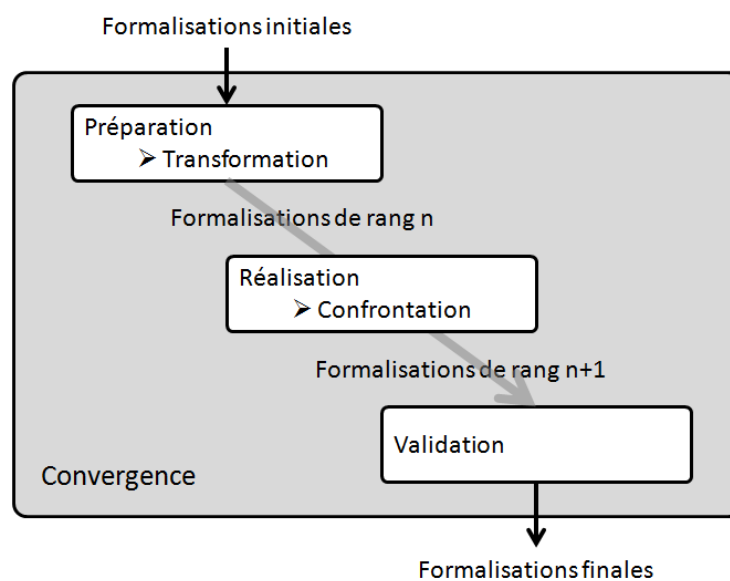 Formalisations initiales
Préparation
➢ Transformation
Formalisations de rang n
Réalisation
➢ Confrontation
Formalisations de rang n+1
Validation
Convergence
Formalisations finales